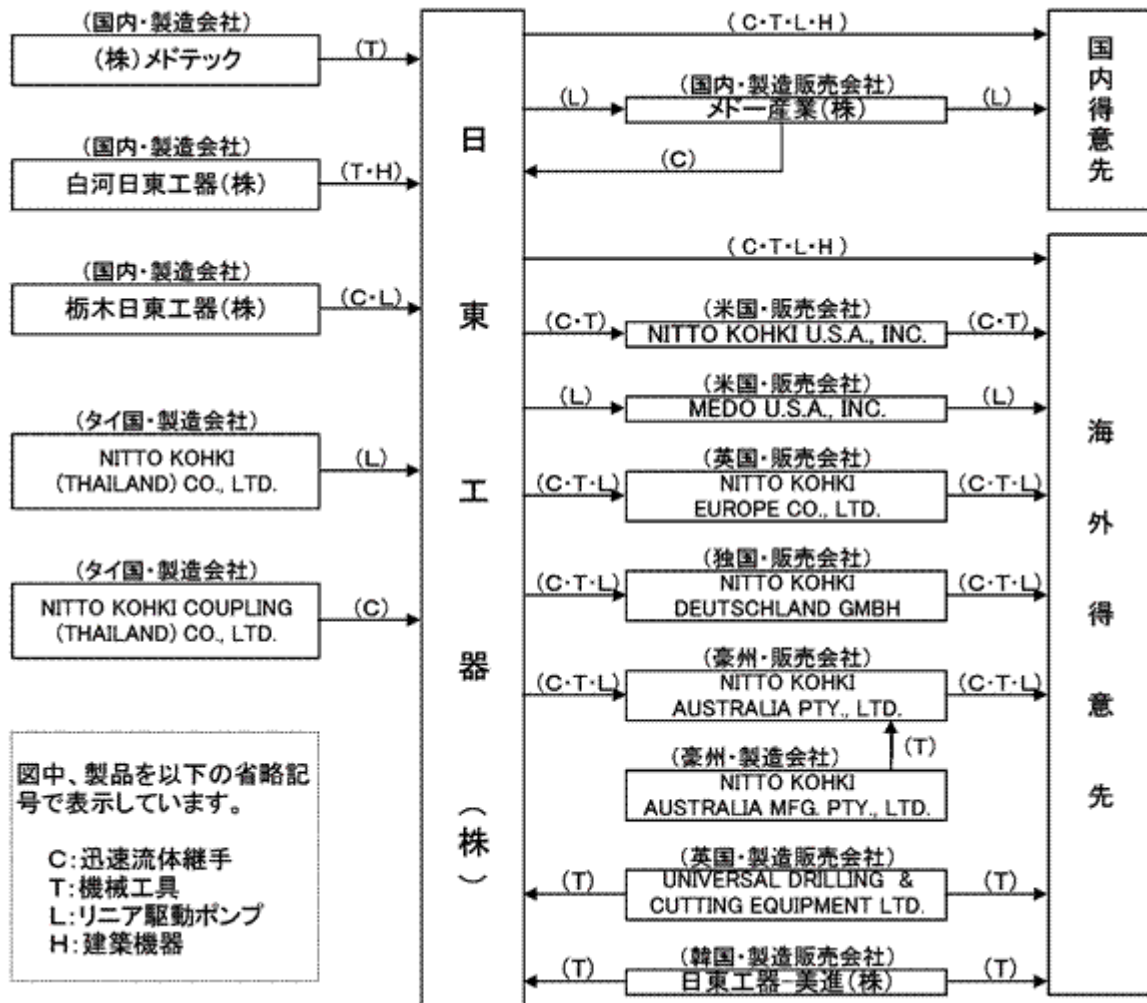 (国内・製造会社)
(株)メドテック
(T)
(国内・製造会社)
白河日東工器(株)
(T・H)
(国内・製造会社)
栃木日東工器(株)
(C・L)
(タイ国・製造会社)
NITTO KOHKI
(THAILAND) CO., LTD.
(L)
(タイ国・製造会社)
NITTO KOHKI COUPLING
(THAILAND) CO., LTD.
(C)
図中、製品を以下の省略記
号で表示しています。
C:迅速流体継手
T:機械工具
L:リニア駆動ポンプ
H:建築機器
日東工器(株)
(C・T・L・H)
(L)
(国内・製造販売会社)
メドー産業(株)
(L)
(C)
国内得意先
(C・T・L・H)
(C・T)
(米国・販売会社)
NITTO KOHKI U.S.A., INC.
(C・T)
(L)
(米国・販売会社)
MEDO U.S.A., INC.
(L)
(C・T・L)
(英国・販売会社)
NITTO KOHKI
EUROPE CO., LTD.
(C・T・L)
(C・T・L)
(独国・販売会社)
NITTO KOHKI
DEUTSCHLAND GMBH
(C・T・L)
(C・T・L)
(豪州・販売会社)
NITTO KOHKI
AUSTRALIA PTY., LTD.
(C・T・L)
(T)
(豪州・製造会社)
NITTO KOHKI
AUSTRALIA MFG. PTY., LTD.
(T)
(英国・製造販売会社)
UNIVERSAL DRILLING &
CUTTING EQUIPMENT LTD.
(T)
(T)
(韓国・製造販売会社)
日東工器-美進(株)
(T)
海外得意先